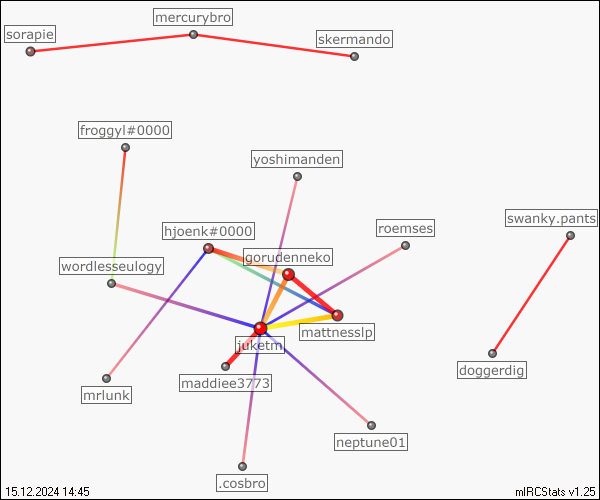 mercurybro
sorapie
skermando
froggyl#0000
yoshimanden
swanky.pants
roemses
hjoenk#0000
gorudenneko
wordlesseulogy
mattnesslp
juketm
doggerdig
maddiee3773
mrlunk
neptune01
.cosbro
15.12.2024 14:45
mIRCStats v1.25